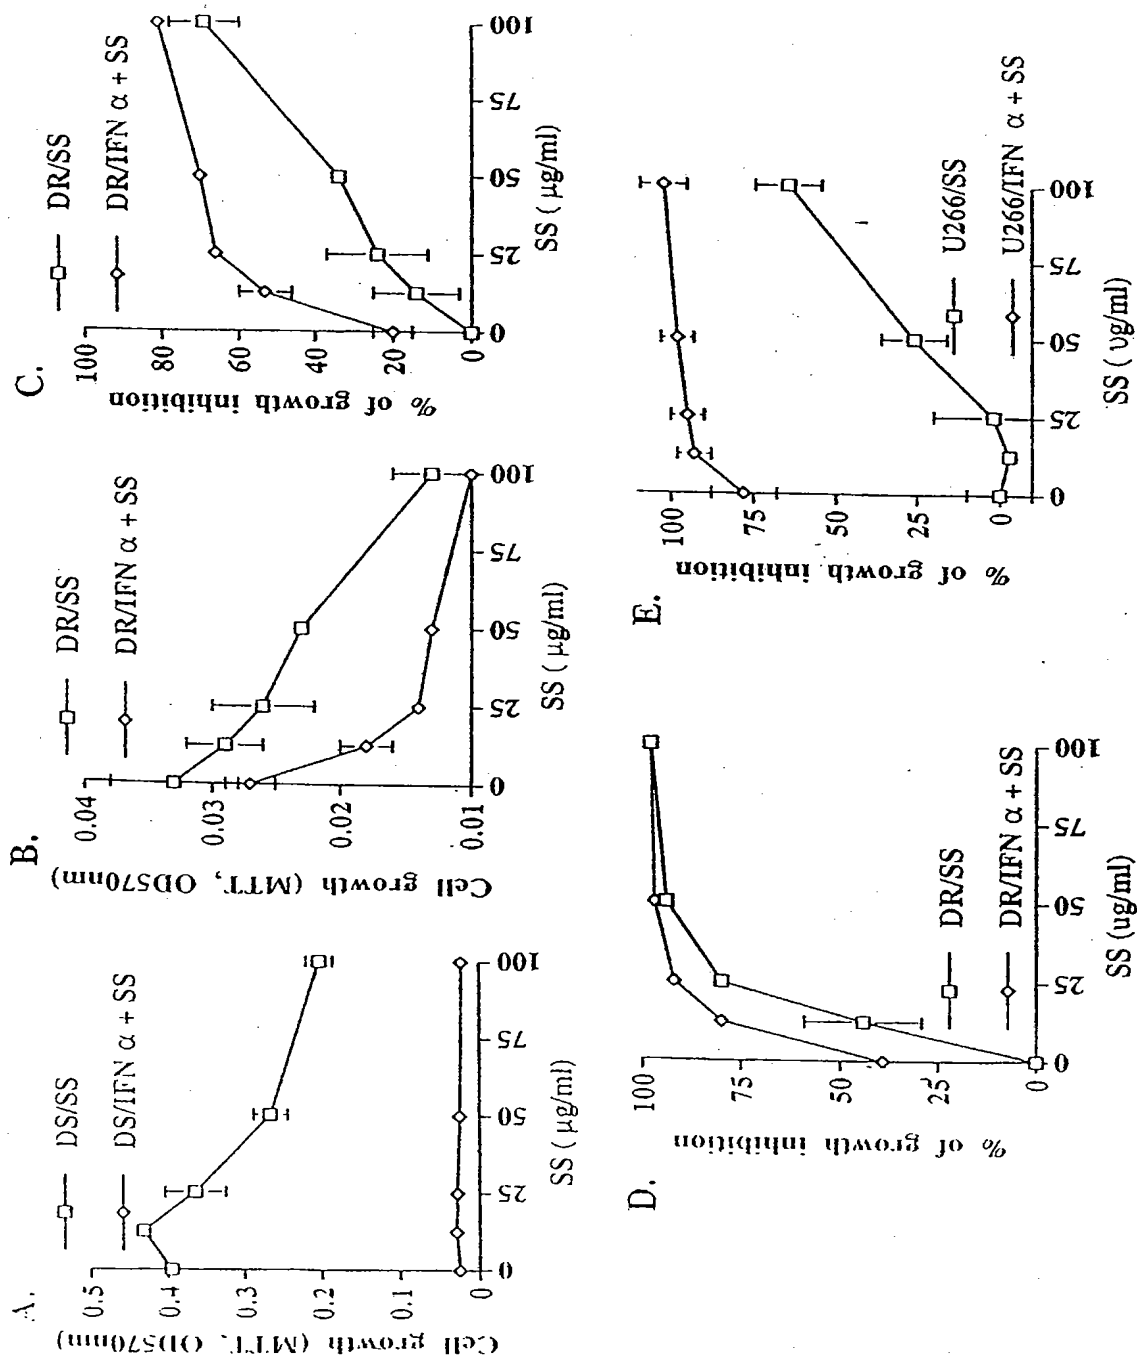 A.
DS/SS
DS/IFN α + SS
Cell growth (MTT, OD570nm)
0.5
0.4
0.3
0.2
0.1
0
0
25
50
75
100
SS ( μg/ml)
B.
DR/SS
DR/IFN α + SS
Cell growth (MTT, OD570nm)
0.04
0.03
0.02
0.01
0
25
50
75
100
SS ( μg/ml)
C.
DR/SS
DR/IFN α + SS
% of growth inhibition
100
80
60
40
20
0
0
25
50
75
100
SS ( μg/ml)
D.
% of growth inhibition
100
75
50
25
0
DR/SS
DR/IFN α + SS
0
25
50
75
100
SS (ug/ml)
E.
% of growth inhibition
100
75
50
25
0
U266/SS
U266/IFN α + SS
0
25
50
75
100
SS ( υg/ml)